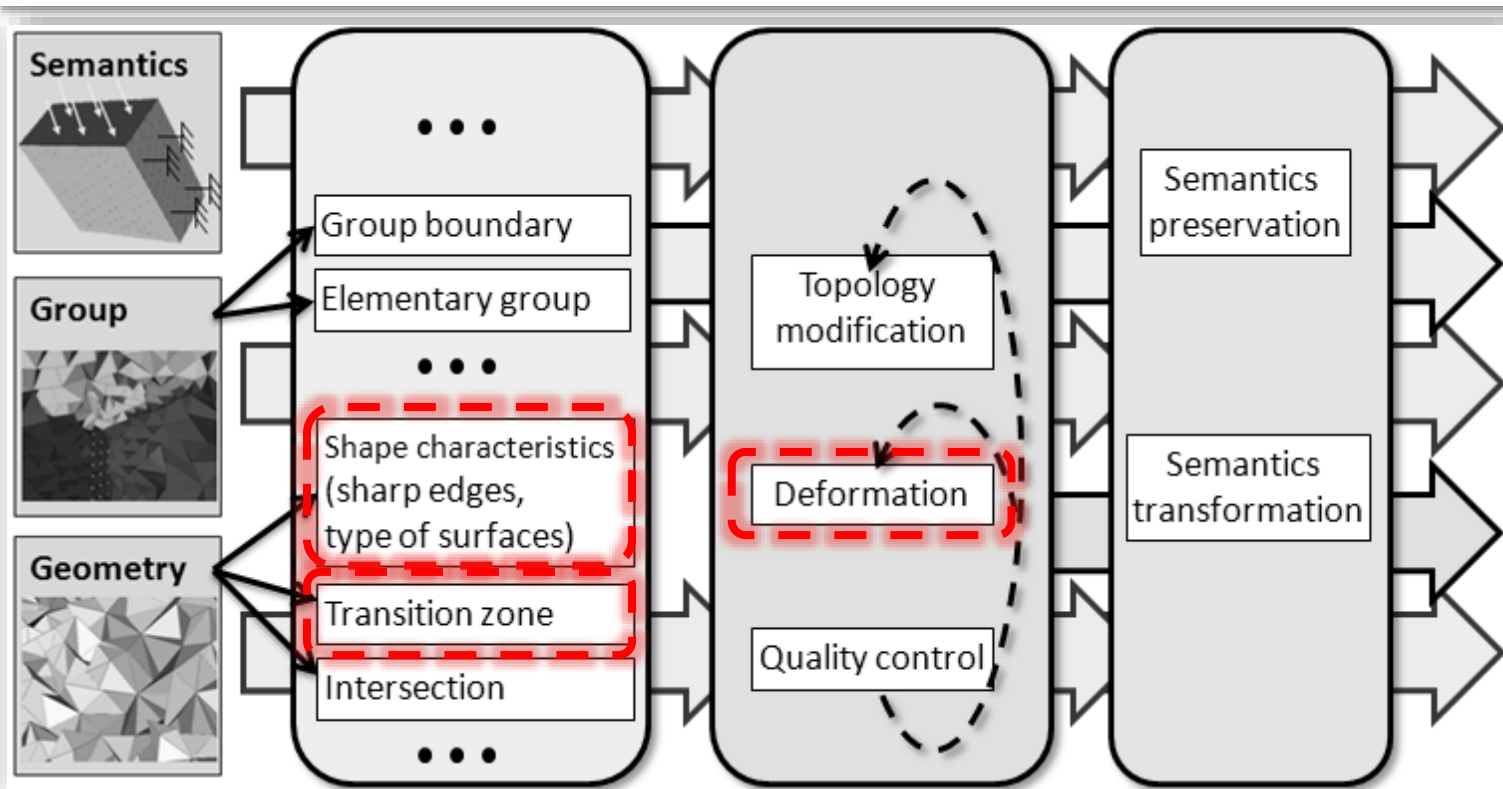 Semantics
Group
Geometry
• • •
Group boundary
Elementary group
• • •
Shape characteristics
(sharp edges,
type of surfaces)
Transition zone
Intersection
• • •
Topology
modification
Deformation
Quality control
Semantics
preservation
Semantics
transformation